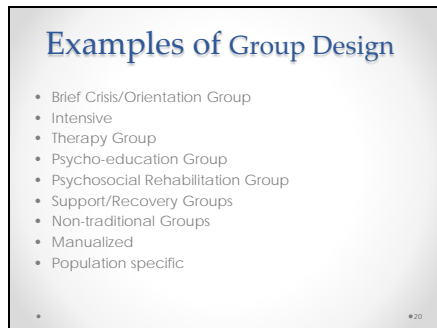 Examples of Group Design
• Brief Crisis/Orientation Group
• Intensive
• Therapy Group
• Psycho-education Group
• Psychosocial Rehabilitation Group
• Support/Recovery Groups
• Non-traditional Groups
• Manualized
• Population specific
• •20